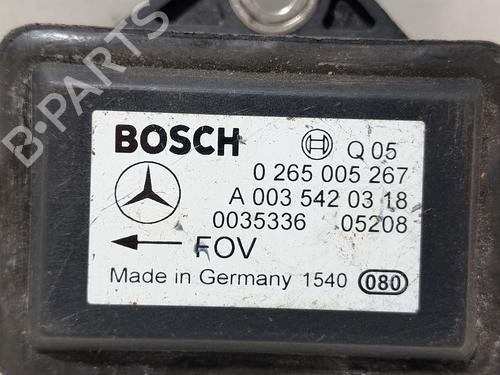 B-PARTS
BOSCH Q 05
0 265 005 267
A 003 542 03 18
0035336 05208
FOV
Made in Germany 1540 080